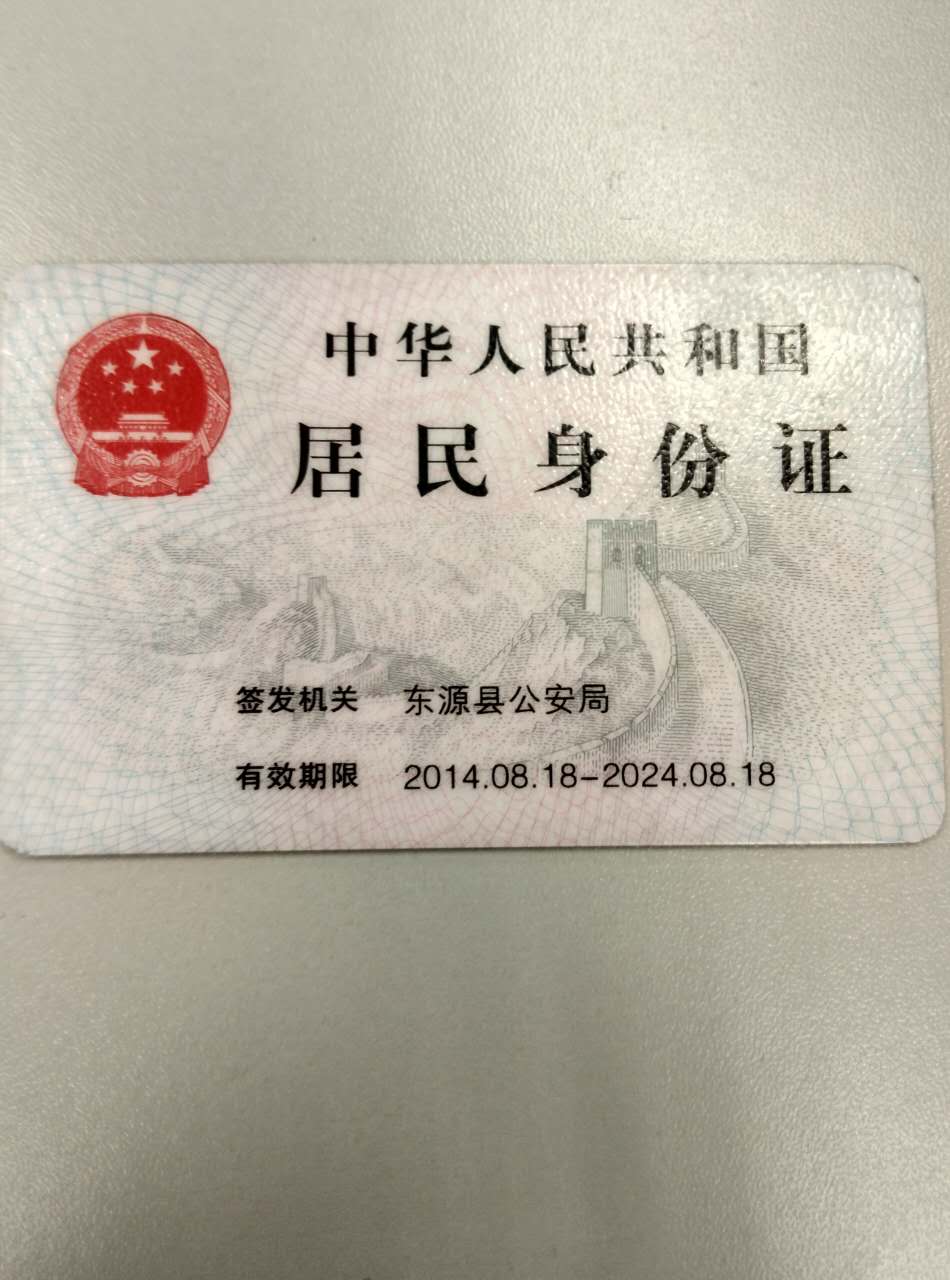 中华人民共和国
居民身份证
签发机关 东源县公安局
有效期限 2014.08.18-2024.08.18